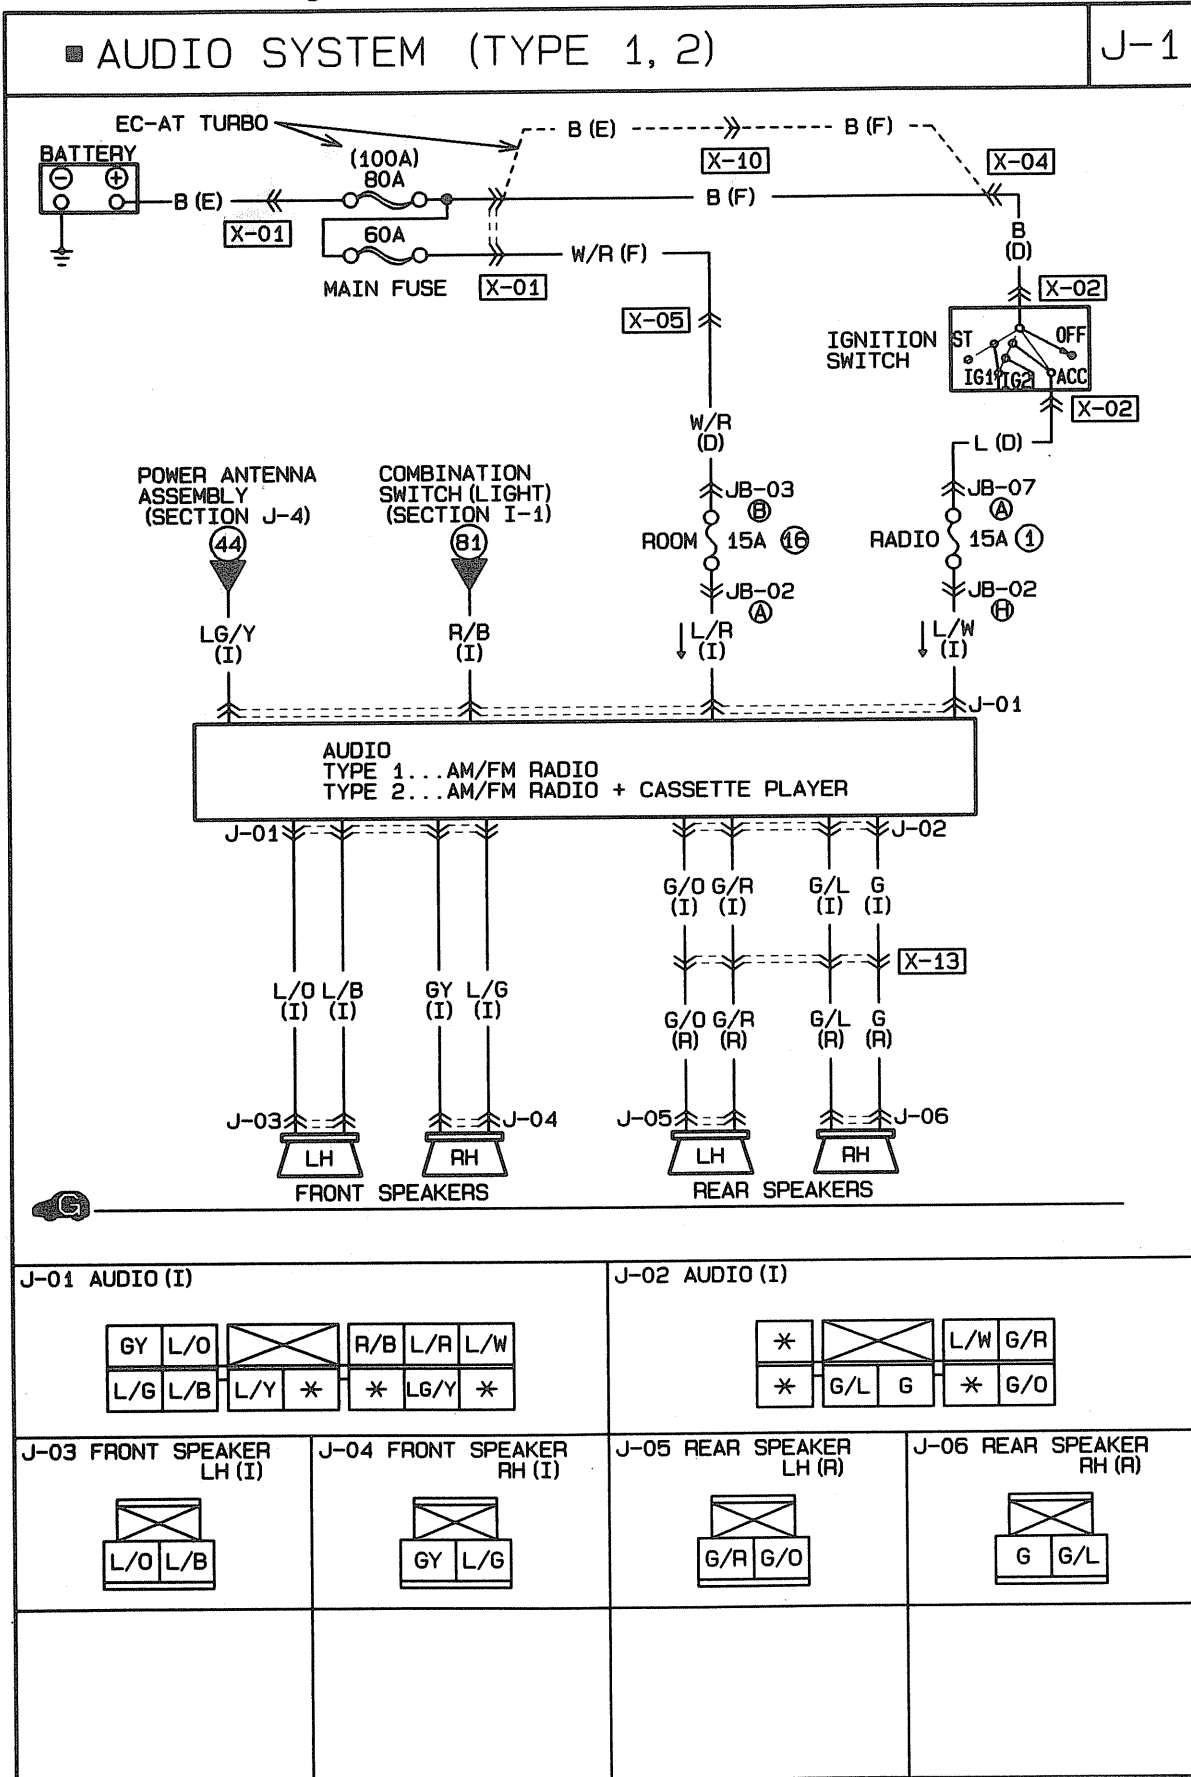 AUDIO SYSTEM (TYPE 1, 2)
J-1
EC-AT TURBO
B (E)
B (F)
BATTERY
(100A)
80A
X-10
X-04
B (E)
B (F)
X-01
60A
W/R (F)
B
(D)
MAIN FUSE
X-01
X-02
X-05
IGNITION
SWITCH
ST
OFF
IG1
IG2
ACC
X-02
W/R
(D)
L (D)
POWER ANTENNA
ASSEMBLY
(SECTION J-4)
44
COMBINATION
SWITCH (LIGHT)
(SECTION I-1)
81
JB-03
B
ROOM
15A
16
JB-02
A
JB-07
A
RADIO
15A
1
JB-02
H
LG/Y
(I)
R/B
(I)
L/R
(I)
L/W
(I)
J-01
AUDIO
TYPE 1...AM/FM RADIO
TYPE 2...AM/FM RADIO + CASSETTE PLAYER
J-01
J-02
G/O G/R G/L G
(I) (I) (I) (I)
X-13
L/O L/B GY L/G
(I) (I) (I) (I)
G/O G/R G/L G
(R) (R) (R) (R)
J-03
J-04
J-05
J-06
LH
RH
LH
RH
FRONT SPEAKERS
REAR SPEAKERS
G
J-01 AUDIO (I)
GY L/O R/B L/R L/W
L/G L/B L/Y * * LG/Y *
J-02 AUDIO (I)
* L/W G/R
* G/L G * G/O
J-03 FRONT SPEAKER
LH (I)
L/O L/B
J-04 FRONT SPEAKER
RH (I)
GY L/G
J-05 REAR SPEAKER
LH (R)
G/R G/O
J-06 REAR SPEAKER
RH (R)
G G/L